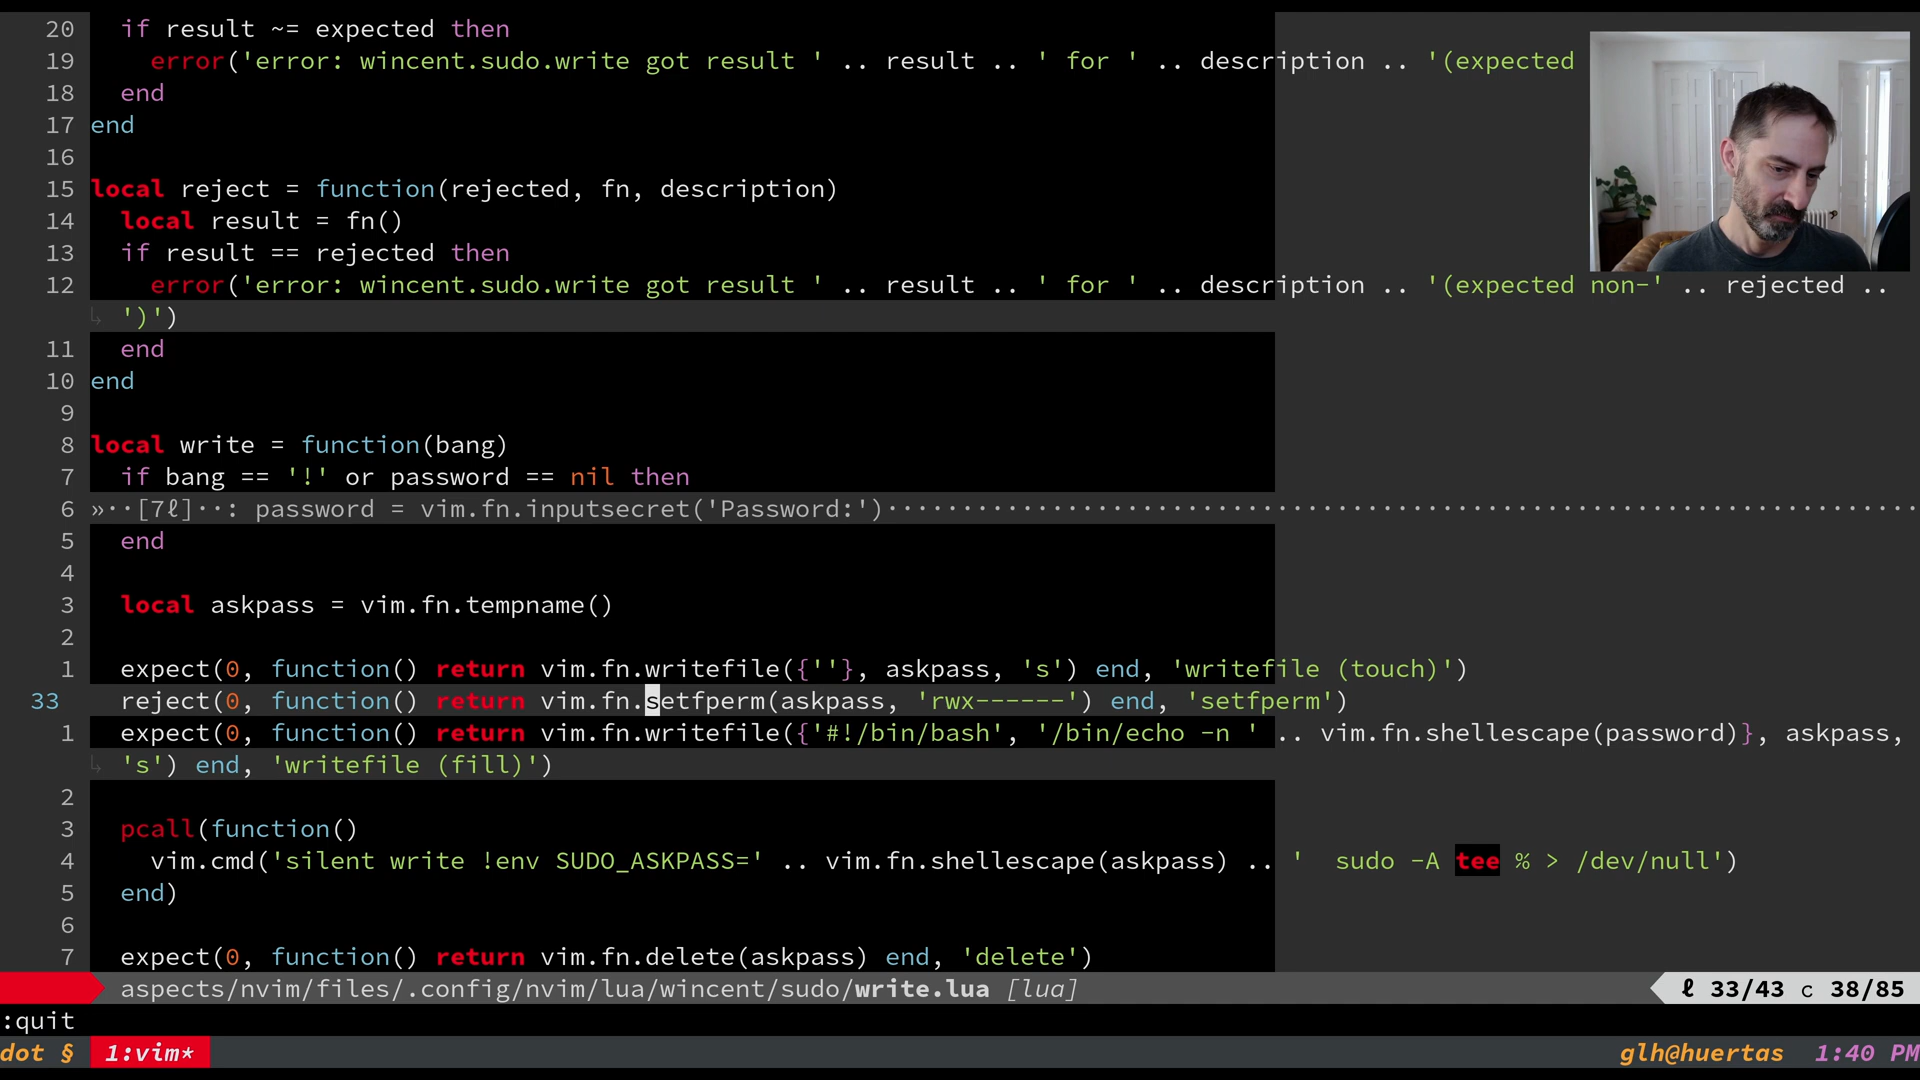 20   if result ~= expected then
19     error('error: wincent.sudo.write got result ' .. result .. ' for ' .. description .. '(expected
18   end
17 end
16
15 local reject = function(rejected, fn, description)
14   local result = fn()
13   if result == rejected then
12     error('error: wincent.sudo.write got result ' .. result .. ' for ' .. description .. '(expected non-' .. rejected ..
↳ ')')
11   end
10 end
9
8 local write = function(bang)
7   if bang == '!' or password == nil then
6 »··[7ℓ]··: password = vim.fn.inputsecret('Password:')·····································································
5   end
4
3   local askpass = vim.fn.tempname()
2
1   expect(0, function() return vim.fn.writefile({''}, askpass, 's') end, 'writefile (touch)')
33   reject(0, function() return vim.fn.setfperm(askpass, 'rwx------') end, 'setfperm')
1   expect(0, function() return vim.fn.writefile({'#!/bin/bash', '/bin/echo -n ' .. vim.fn.shellescape(password)}, askpass,
↳ 's') end, 'writefile (fill)')
2
3   pcall(function()
4     vim.cmd('silent write !env SUDO_ASKPASS=' .. vim.fn.shellescape(askpass) .. '  sudo -A tee % > /dev/null')
5   end)
6
7   expect(0, function() return vim.fn.delete(askpass) end, 'delete')
aspects/nvim/files/.config/nvim/lua/wincent/sudo/write.lua [lua] ℓ 33/43 c 38/85
:quit
dot § 1:vim* glh@huertas 1:40 PM